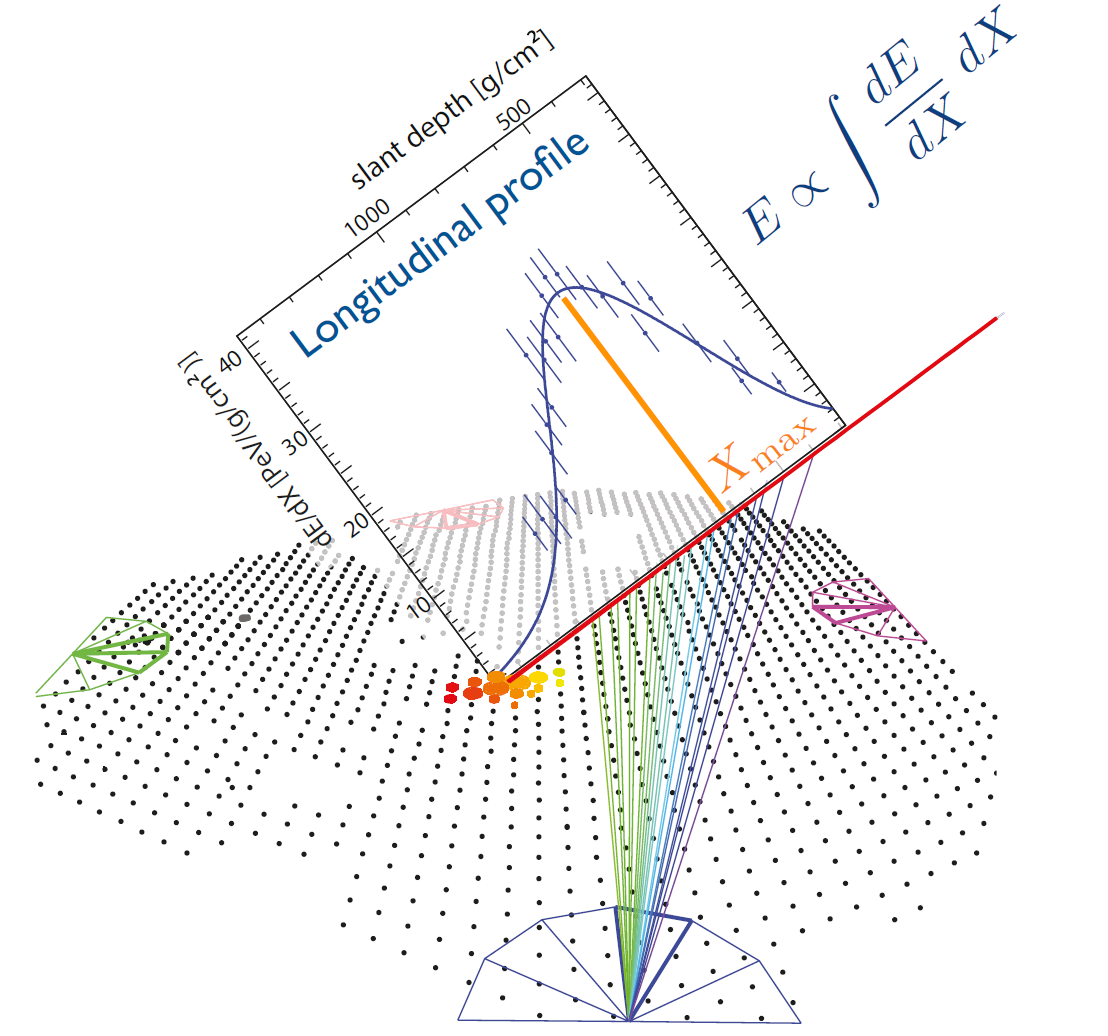 slant depth [g/cm²]
500
1000
Longitudinal profile
E ∝ ∫ dE/dX dX
40
30
20
10
dE/dX [PeV/(g/cm²)]
X max